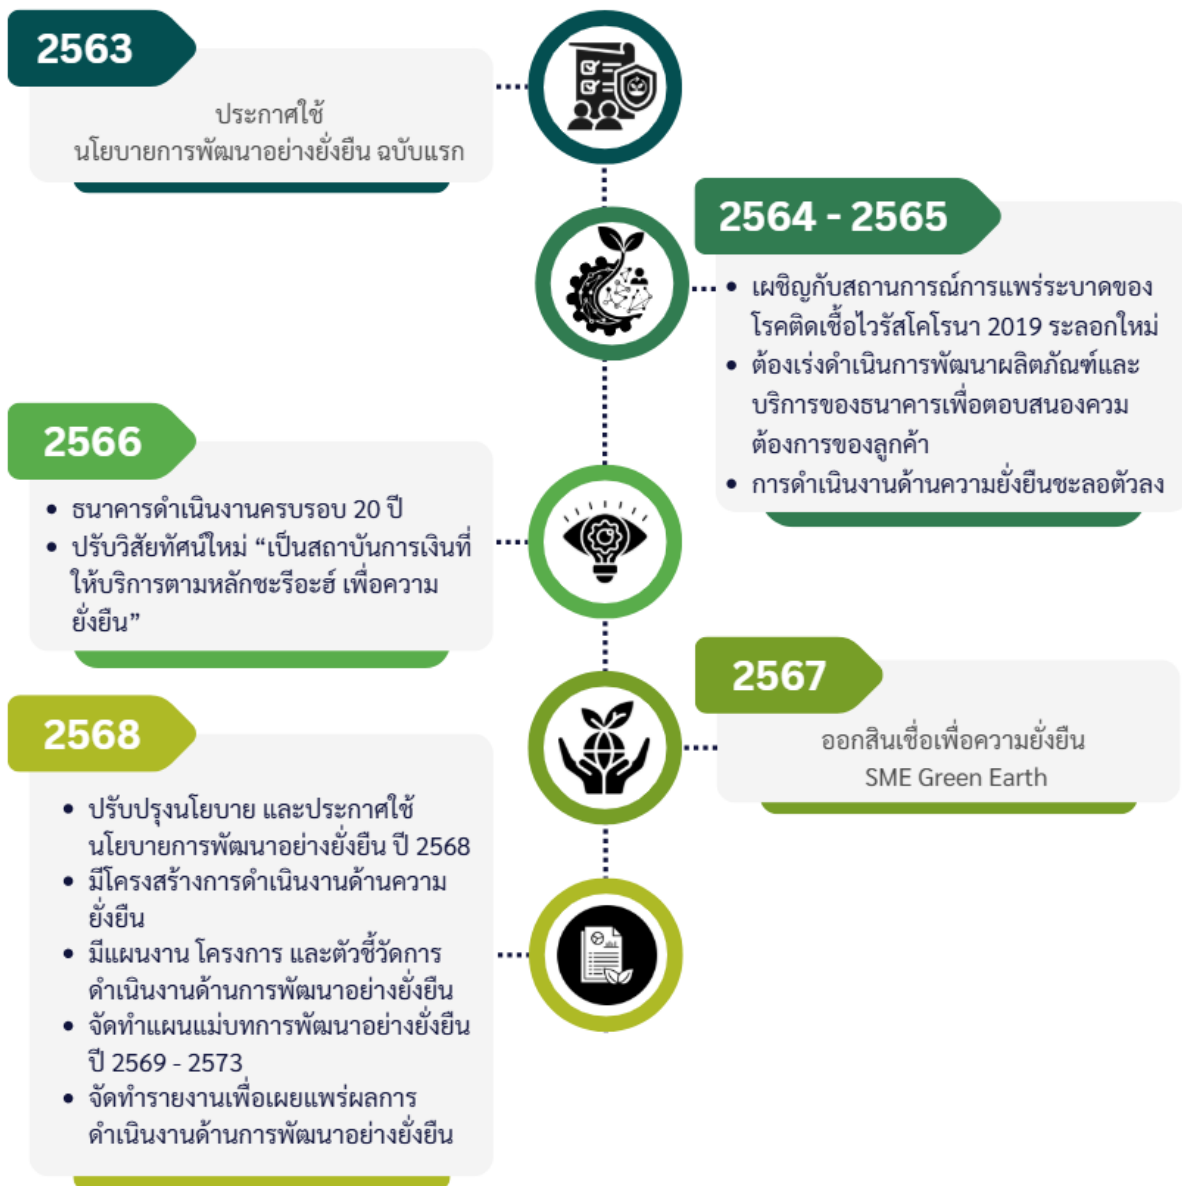 2563
ประกาศใช้
นโยบายการพัฒนาอย่างยั่งยืน ฉบับแรก
2564 - 2565
• เผชิญกับสถานการณ์การแพร่ระบาดของ
โรคติดเชื้อไวรัสโคโรนา 2019 ระลอกใหม่
• ต้องเร่งดำเนินการพัฒนาผลิตภัณฑ์และ
บริการของธนาคารเพื่อตอบสนองควม
ต้องการของลูกค้า
• การดำเนินงานด้านความยั่งยืนชะลอตัวลง
2566
• ธนาคารดำเนินงานครบรอบ 20 ปี
• ปรับวิสัยทัศน์ใหม่ “เป็นสถาบันการเงินที่
ให้บริการตามหลักชะรีอะฮ์ เพื่อความ
ยั่งยืน”
2567
ออกสินเชื่อเพื่อความยั่งยืน
SME Green Earth
2568
• ปรับปรุงนโยบาย และประกาศใช้
นโยบายการพัฒนาอย่างยั่งยืน ปี 2568
• มีโครงสร้างการดำเนินงานด้านความ
ยั่งยืน
• มีแผนงาน โครงการ และตัวชี้วัดการ
ดำเนินงานด้านการพัฒนาอย่างยั่งยืน
• จัดทำแผนแม่บทการพัฒนาอย่างยั่งยืน
ปี 2569 - 2573
• จัดทำรายงานเพื่อเผยแพร่ผลการ
ดำเนินงานด้านการพัฒนาอย่างยั่งยืน